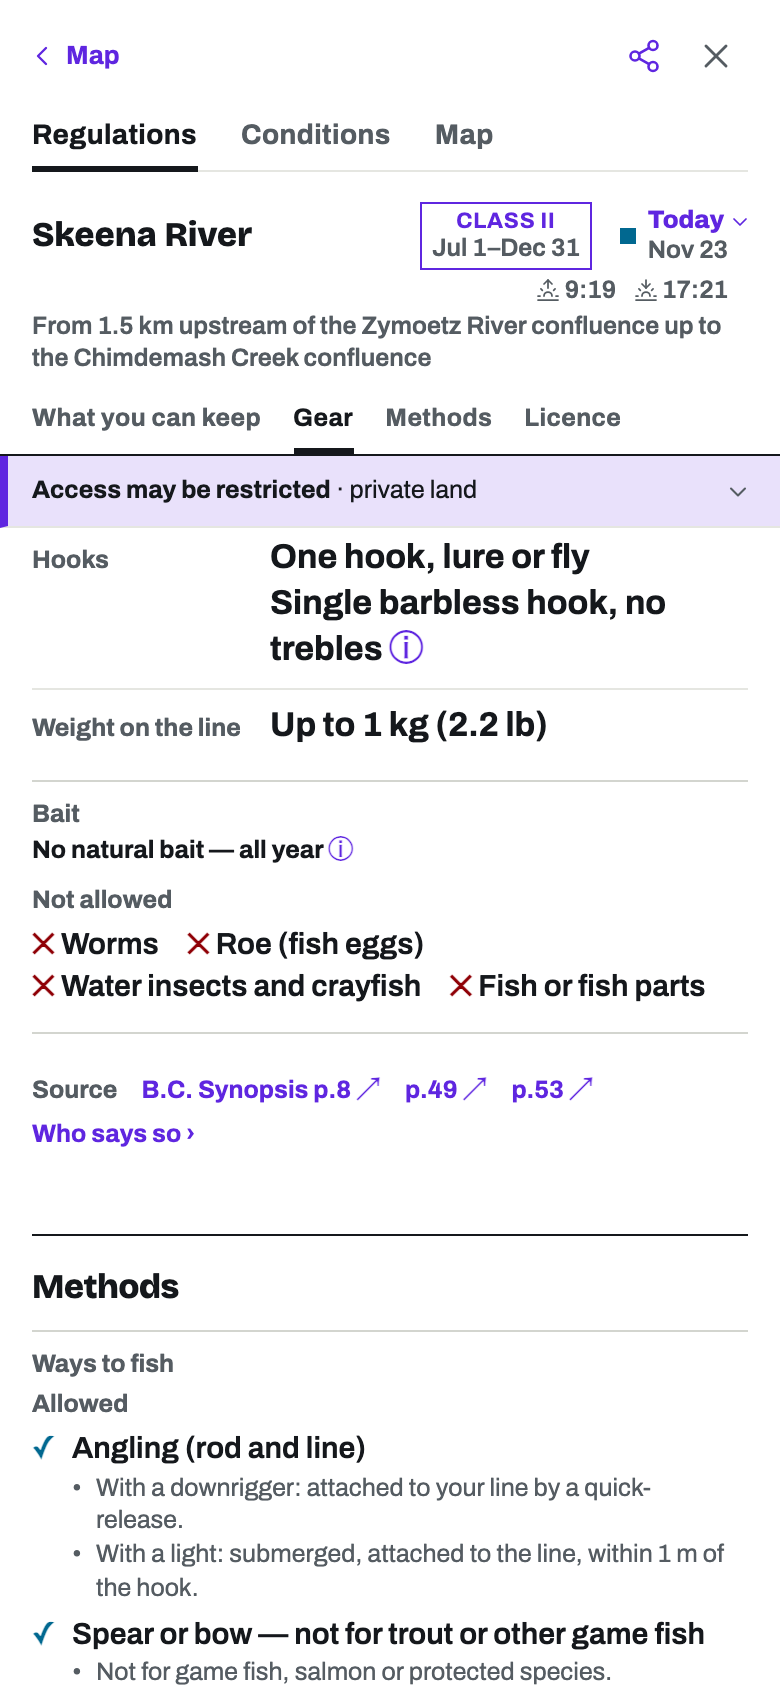 Map
Regulations Conditions Map
Skeena River
CLASS II
Jul 1–Dec 31
Today
Nov 23
9:19 17:21
From 1.5 km upstream of the Zymoetz River confluence up to
the Chimdemash Creek confluence
What you can keep Gear Methods Licence
Access may be restricted · private land
Hooks
One hook, lure or fly
Single barbless hook, no
trebles ⓘ
Weight on the line Up to 1 kg (2.2 lb)
Bait
No natural bait — all year ⓘ
Not allowed
Worms Roe (fish eggs)
Water insects and crayfish Fish or fish parts
Source B.C. Synopsis p.8 p.49 p.53
Who says so ›
Methods
Ways to fish
Allowed
Angling (rod and line)
• With a downrigger: attached to your line by a quick-
release.
• With a light: submerged, attached to the line, within 1 m of
the hook.
Spear or bow — not for trout or other game fish
• Not for game fish, salmon or protected species.